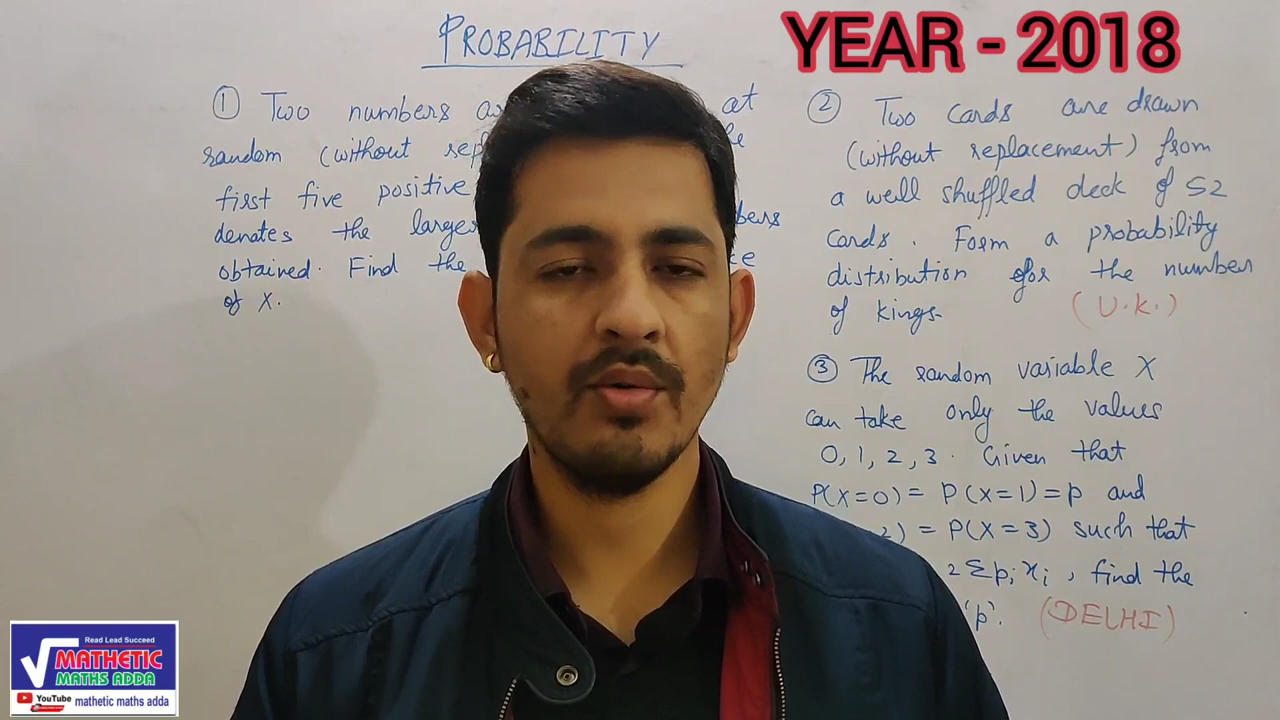 PROBABILITY
YEAR - 2018
① Two numbers at
random (without
first five positive
denotes the bers
obtained. Find the
of X.
② Two cards are drawn
(without replacement) from
a well shuffled deck of 52
cards. Form a probability
distribution for the number
of kings.
(U.K.)
③ The random variable X
can take only the values
0, 1, 2, 3. Given that
P(X=0) = P(X=1) = p and
2) = P(X=3) such that
2Σpᵢxᵢ, find the
'p'. (DELHI)
Read Lead Succeed
MATHETIC
MATHS ADDA
YouTube
mathetic maths adda